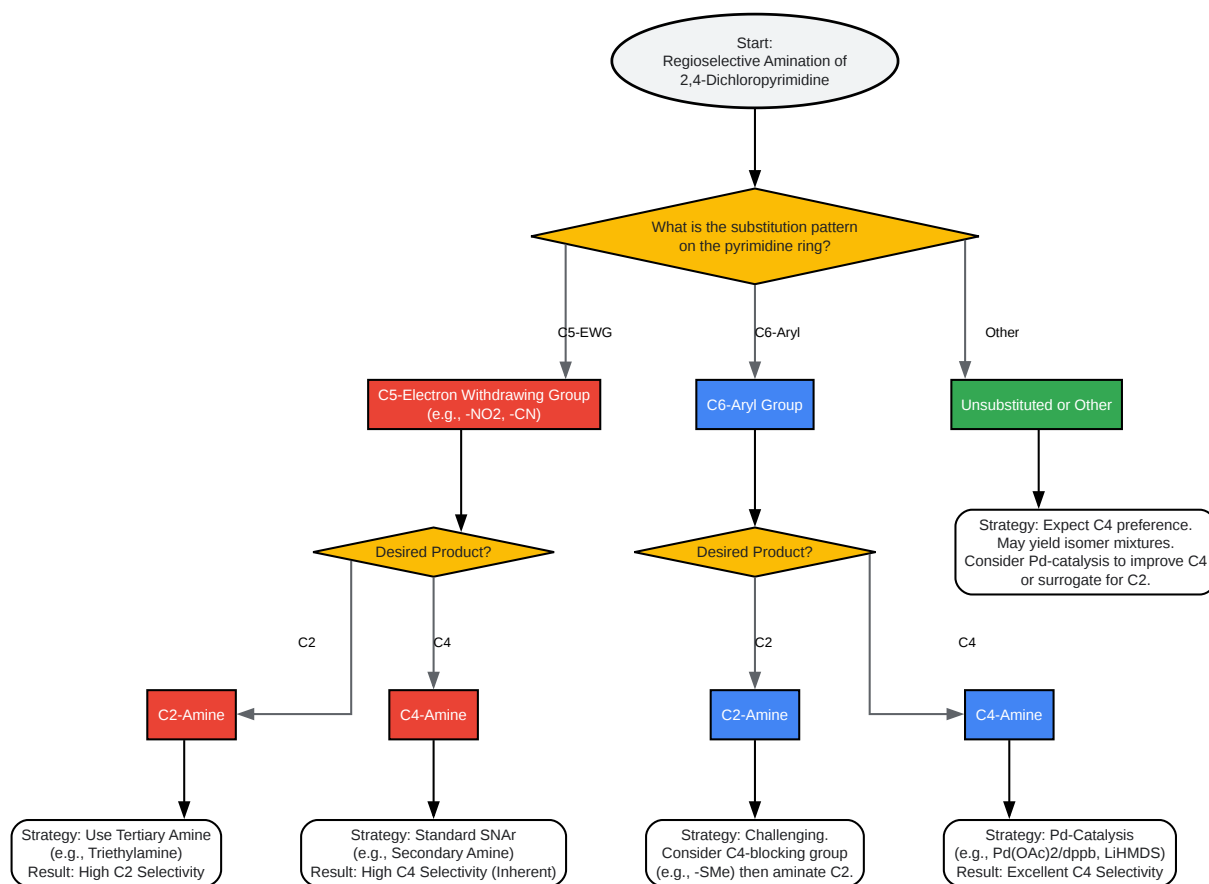 Start:
Regioselective Amination of
2,4-Dichloropyrimidine
What is the substitution pattern
on the pyrimidine ring?
C5-EWG
C6-Aryl
Other
C5-Electron Withdrawing Group
(e.g., -NO2, -CN)
C6-Aryl Group
Unsubstituted or Other
Strategy: Expect C4 preference.
May yield isomer mixtures.
Consider Pd-catalysis to improve C4
or surrogate for C2.
Desired Product?
Desired Product?
C2
C4
C2
C4
C2-Amine
C4-Amine
C2-Amine
C4-Amine
Strategy: Use Tertiary Amine
(e.g., Triethylamine)
Result: High C2 Selectivity
Strategy: Standard SNAr
(e.g., Secondary Amine)
Result: High C4 Selectivity (Inherent)
Strategy: Challenging.
Consider C4-blocking group
(e.g., -SMe) then aminate C2.
Strategy: Pd-Catalysis
(e.g., Pd(OAc)2/dppb, LiHMDS)
Result: Excellent C4 Selectivity